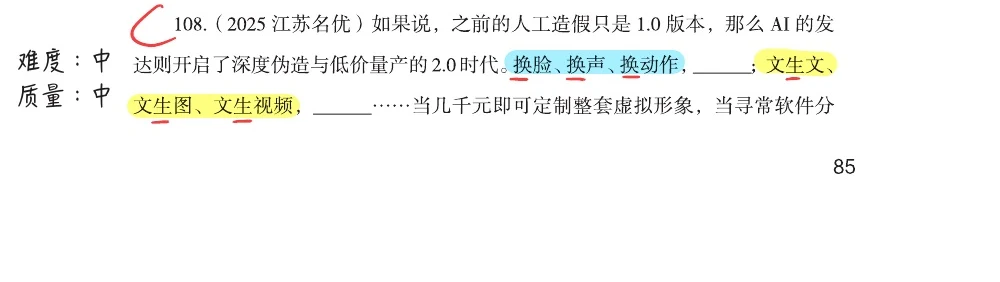 108.（2025 江苏名优）如果说，之前的人工造假只是 1.0 版本，那么 AI 的发
难度：中
达则开启了深度伪造与低价量产的 2.0 时代。换脸、换声、换动作，______；文生文、
质量：中
文生图、文生视频，______……当几千元即可定制整套虚拟形象，当寻常软件分
85